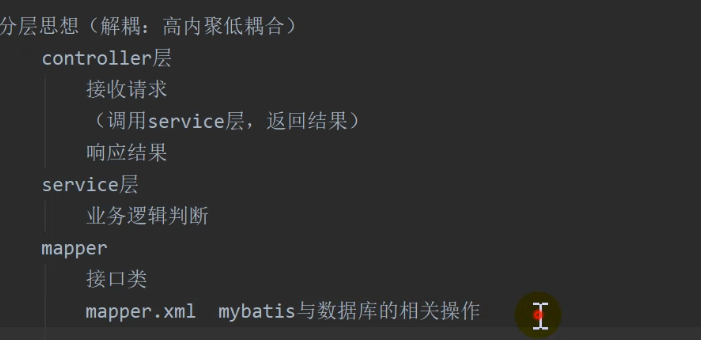 分层思想（解耦：高内聚低耦合）
controller层
接收请求
（调用service层，返回结果）
响应结果
service层
业务逻辑判断
mapper
接口类
mapper.xml  mybatis与数据库的相关操作